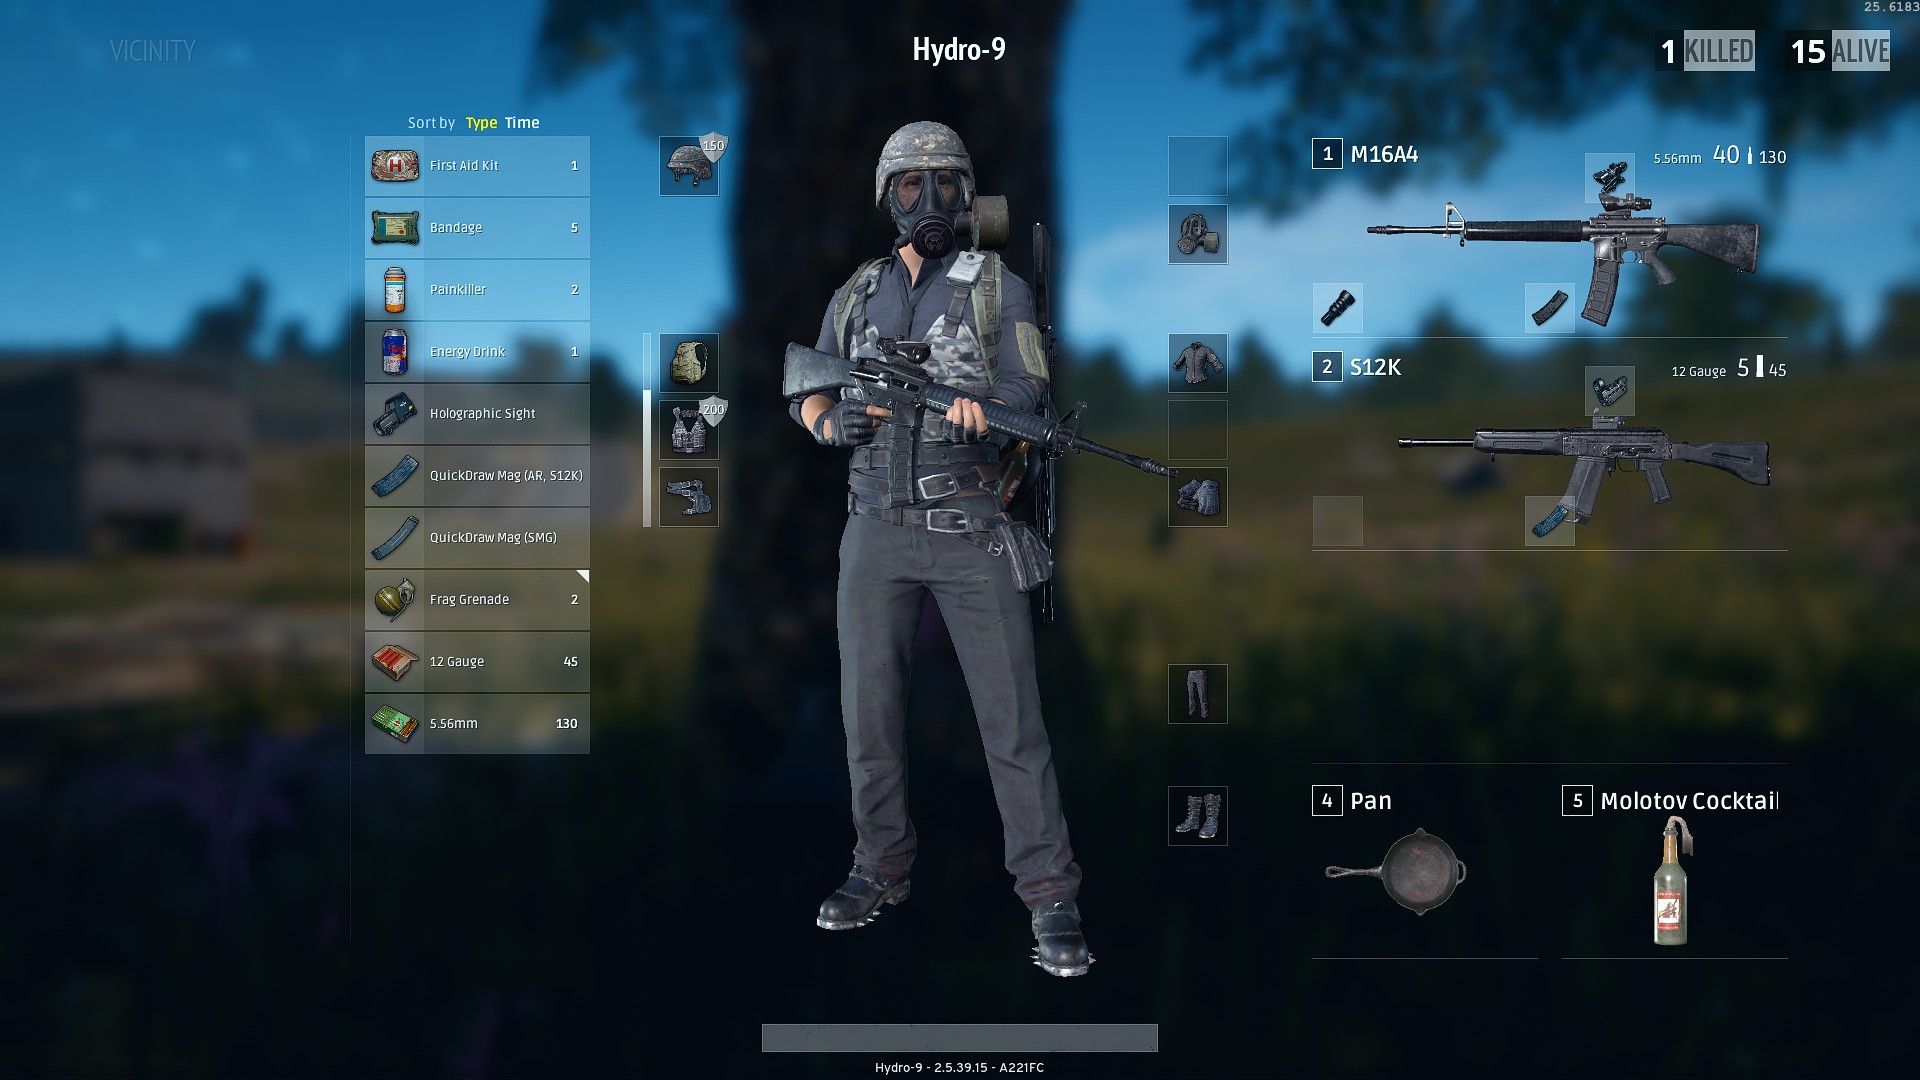 25.6183
VICINITY
Hydro-9
1 KILLED 15 ALIVE
Sort by Type Time
First Aid Kit 1
Bandage 5
Painkiller 2
Energy Drink 1
Holographic Sight
QuickDraw Mag (AR, S12K)
QuickDraw Mag (SMG)
Frag Grenade 2
12 Gauge 45
5.56mm 130
150
200
1 M16A4 5.56mm 40 130
2 S12K 12 Gauge 5 45
4 Pan
5 Molotov Cocktail
Hydro-9 - 2.5.39.15 - A221FC